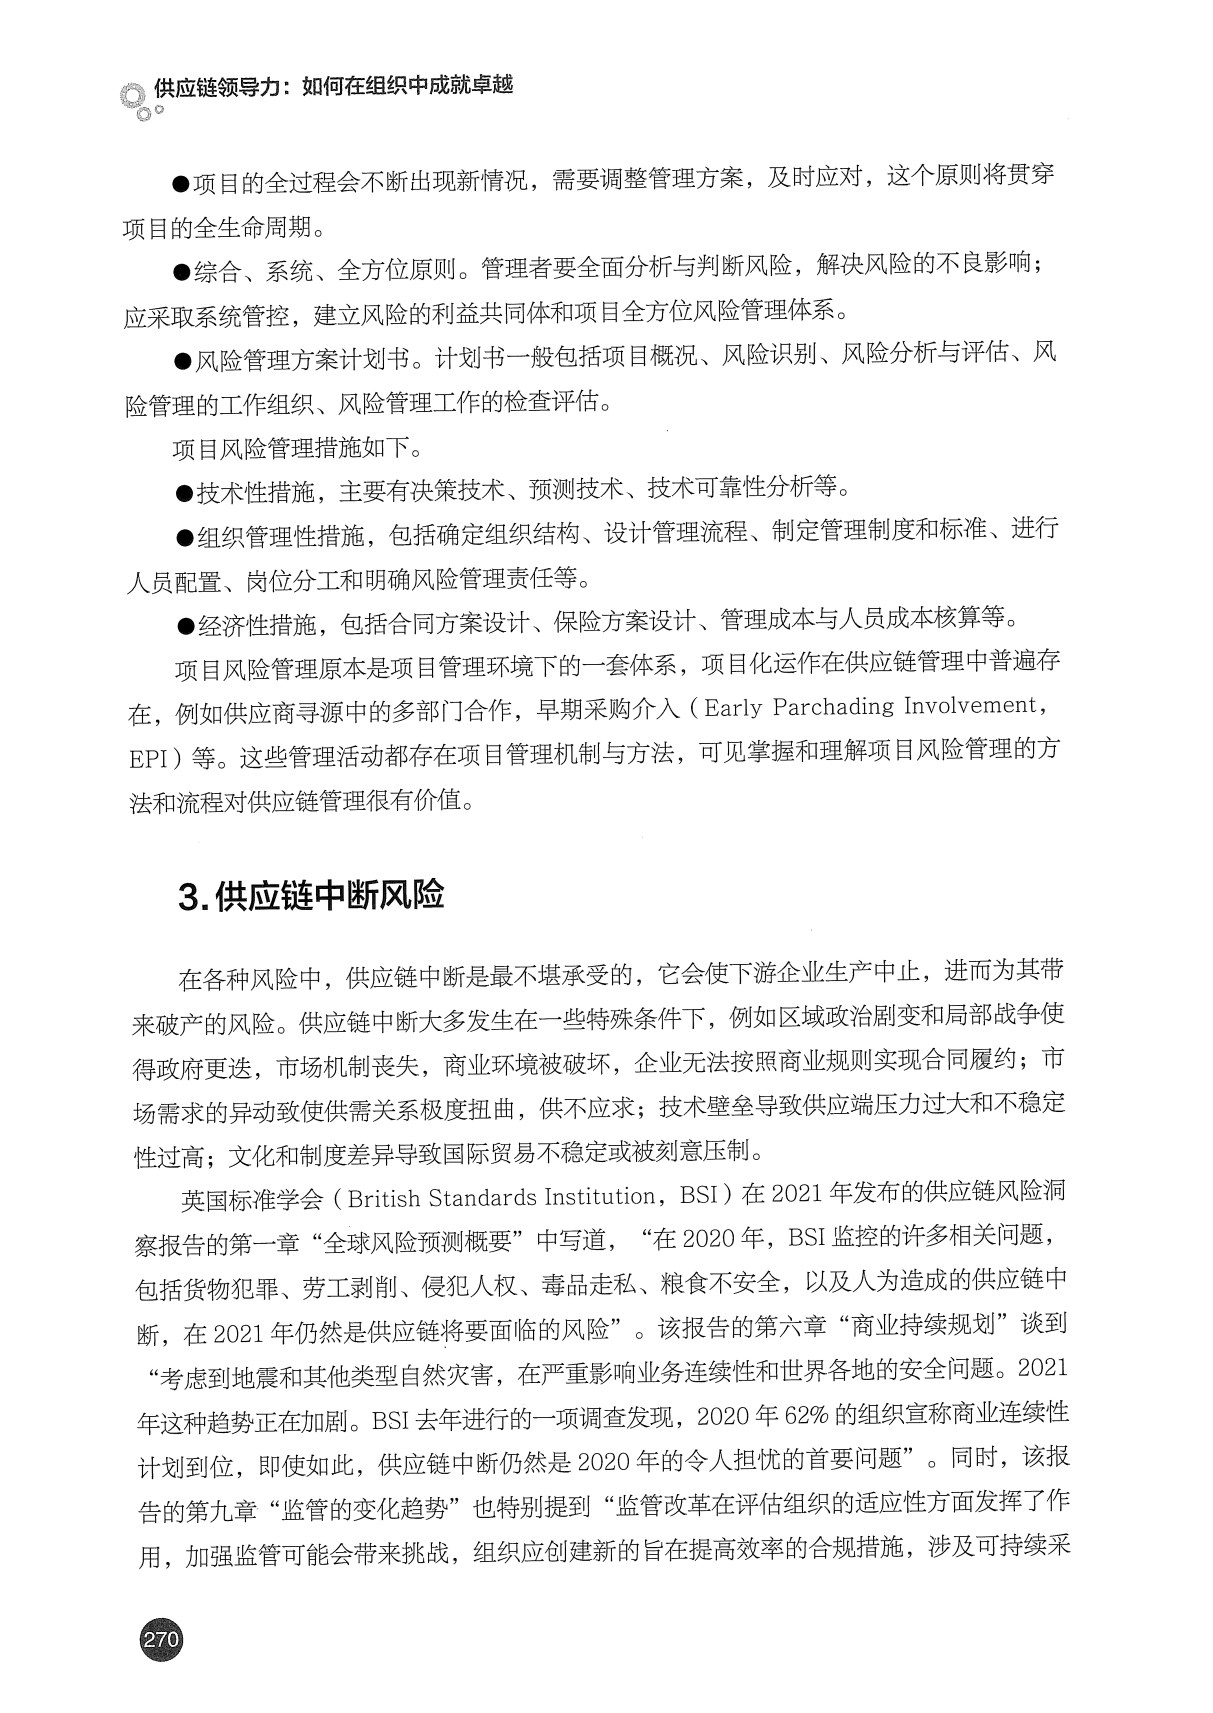 供应链领导力：如何在组织中成就卓越
●项目的全过程会不断出现新情况，需要调整管理方案，及时应对，这个原则将贯穿
项目的全生命周期。
●综合、系统、全方位原则。管理者要全面分析与判断风险，解决风险的不良影响；
应采取系统管控，建立风险的利益共同体和项目全方位风险管理体系。
●风险管理方案计划书。计划书一般包括项目概况、风险识别、风险分析与评估、风
险管理的工作组织、风险管理工作的检查评估。
项目风险管理措施如下。
●技术性措施，主要有决策技术、预测技术、技术可靠性分析等。
●组织管理性措施，包括确定组织结构、设计管理流程、制定管理制度和标准、进行
人员配置、岗位分工和明确风险管理责任等。
●经济性措施，包括合同方案设计、保险方案设计、管理成本与人员成本核算等。
项目风险管理原本是项目管理环境下的一套体系，项目化运作在供应链管理中普遍存
在，例如供应商寻源中的多部门合作，早期采购介入（Early Parchading Involvement，
EPI）等。这些管理活动都存在项目管理机制与方法，可见掌握和理解项目风险管理的方
法和流程对供应链管理很有价值。
3.供应链中断风险
在各种风险中，供应链中断是最不堪承受的，它会使下游企业生产中止，进而为其带
来破产的风险。供应链中断大多发生在一些特殊条件下，例如区域政治剧变和局部战争使
得政府更迭，市场机制丧失，商业环境被破坏，企业无法按照商业规则实现合同履约；市
场需求的异动致使供需关系极度扭曲，供不应求；技术壁垒导致供应端压力过大和不稳定
性过高；文化和制度差异导致国际贸易不稳定或被刻意压制。
英国标准学会（British Standards Institution，BSI）在 2021 年发布的供应链风险洞
察报告的第一章“全球风险预测概要”中写道，“在 2020 年，BSI 监控的许多相关问题，
包括货物犯罪、劳工剥削、侵犯人权、毒品走私、粮食不安全，以及人为造成的供应链中
断，在 2021 年仍然是供应链将要面临的风险”。该报告的第六章“商业持续规划”谈到
“考虑到地震和其他类型自然灾害，在严重影响业务连续性和世界各地的安全问题。2021
年这种趋势正在加剧。BSI 去年进行的一项调查发现，2020 年 62% 的组织宣称商业连续性
计划到位，即使如此，供应链中断仍然是 2020 年的令人担忧的首要问题”。同时，该报
告的第九章“监管的变化趋势”也特别提到“监管改革在评估组织的适应性方面发挥了作
用，加强监管可能会带来挑战，组织应创建新的旨在提高效率的合规措施，涉及可持续采
270